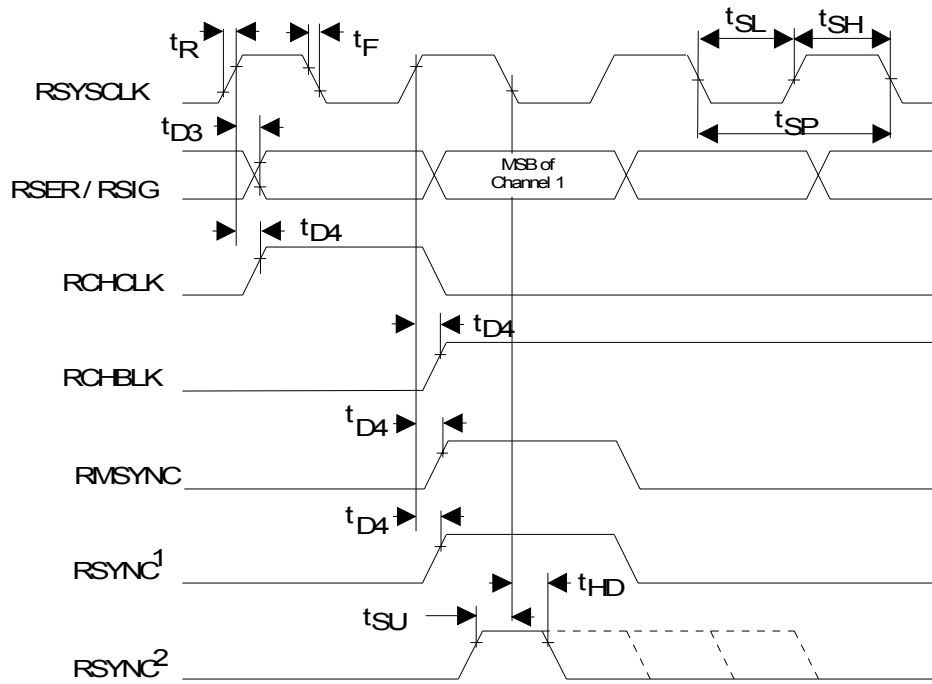 tSL tSH
tR tF
RSYSCLK
tSP
tD3
MSB of
Channel 1
RSER / RSIG
tD4
RCHCLK
tD4
RCHBLK
tD4
RMSYNC
tD4
RSYNC1
tHD
tSU
RSYNC2